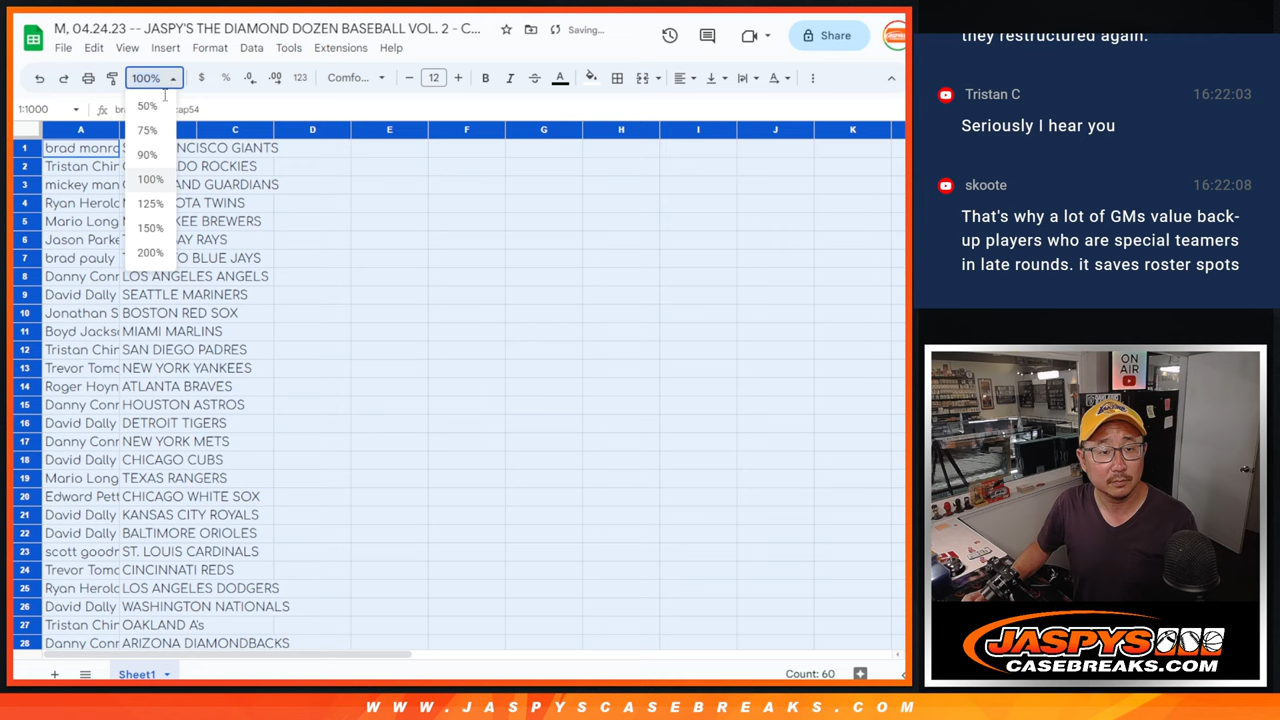 M, 04.24.23 -- JASPY'S THE DIAMOND DOZEN BASEBALL VOL. 2 - C...
Saving...
Share
File Edit View Insert Format Data Tools Extensions Help
100%
$ % .0 .00 123 Comfo... 12 B I A
1:1000
fx
cap54
50%
75%
90%
100%
125%
150%
200%
A C D E F G H I J K
1 brad monro NCISCO GIANTS
2 Tristan Chir DO ROCKIES
3 mickey man AND GUARDIANS
4 Ryan Herol OTA TWINS
5 Mario Long KEE BREWERS
6 Jason Parke AY RAYS
7 brad pauly O BLUE JAYS
8 Danny Conr LOS ANGELES ANGELS
9 David Dally SEATTLE MARINERS
10 Jonathan S BOSTON RED SOX
11 Boyd Jacks MIAMI MARLINS
12 Tristan Chir SAN DIEGO PADRES
13 Trevor Tom NEW YORK YANKEES
14 Roger Hoyn ATLANTA BRAVES
15 Danny Conr HOUSTON ASTROS
16 David Dally DETROIT TIGERS
17 Danny Conr NEW YORK METS
18 David Dally CHICAGO CUBS
19 Mario Long TEXAS RANGERS
20 Edward Pett CHICAGO WHITE SOX
21 David Dally KANSAS CITY ROYALS
22 David Dally BALTIMORE ORIOLES
23 scott goodr ST. LOUIS CARDINALS
24 Trevor Tom CINCINNATI REDS
25 Ryan Herol LOS ANGELES DODGERS
26 David Dally WASHINGTON NATIONALS
27 Tristan Chir OAKLAND A's
28 Danny Conr ARIZONA DIAMONDBACKS
Sheet1
Count: 60
they restructured again.
Tristan C 16:22:03
Seriously I hear you
skoote 16:22:08
That's why a lot of GMs value back-
up players who are special teamers
in late rounds. it saves roster spots
ON
AIR
JASPYS
CASEBREAKS.COM
WWW.JASPYSCASEBREAKS.COM